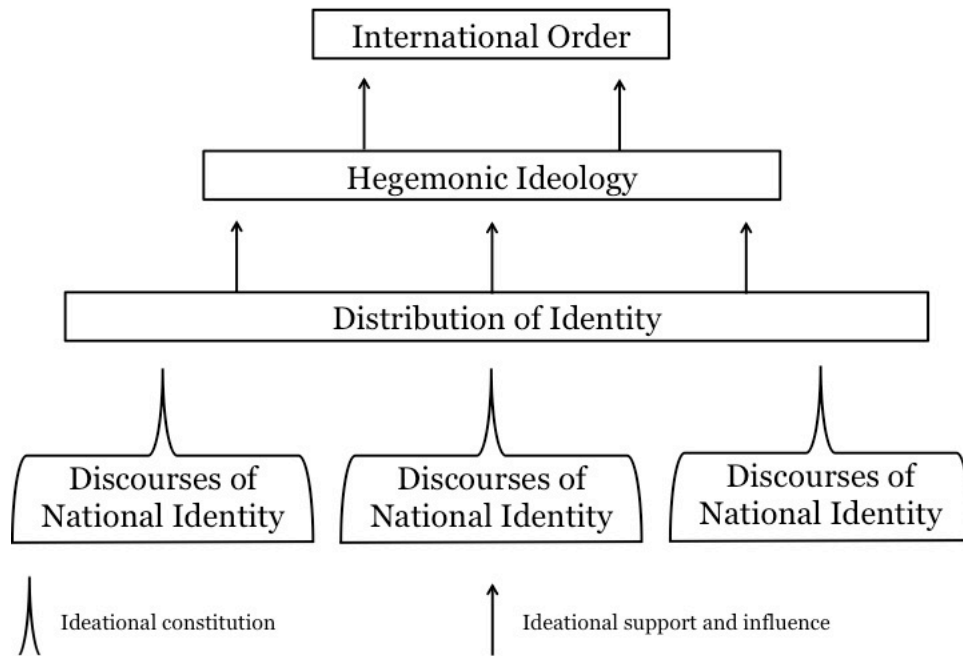 International Order
Hegemonic Ideology
Distribution of Identity
Discourses of
National Identity
Discourses of
National Identity
Discourses of
National Identity
Ideational constitution
Ideational support and influence